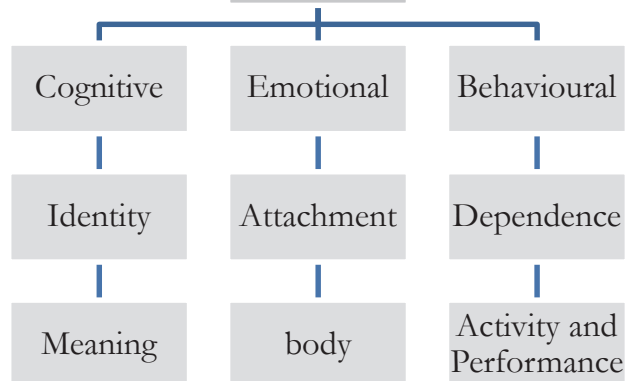 Cognitive Emotional Behavioural
Identity Attachment Dependence
Meaning body Activity and
Performance